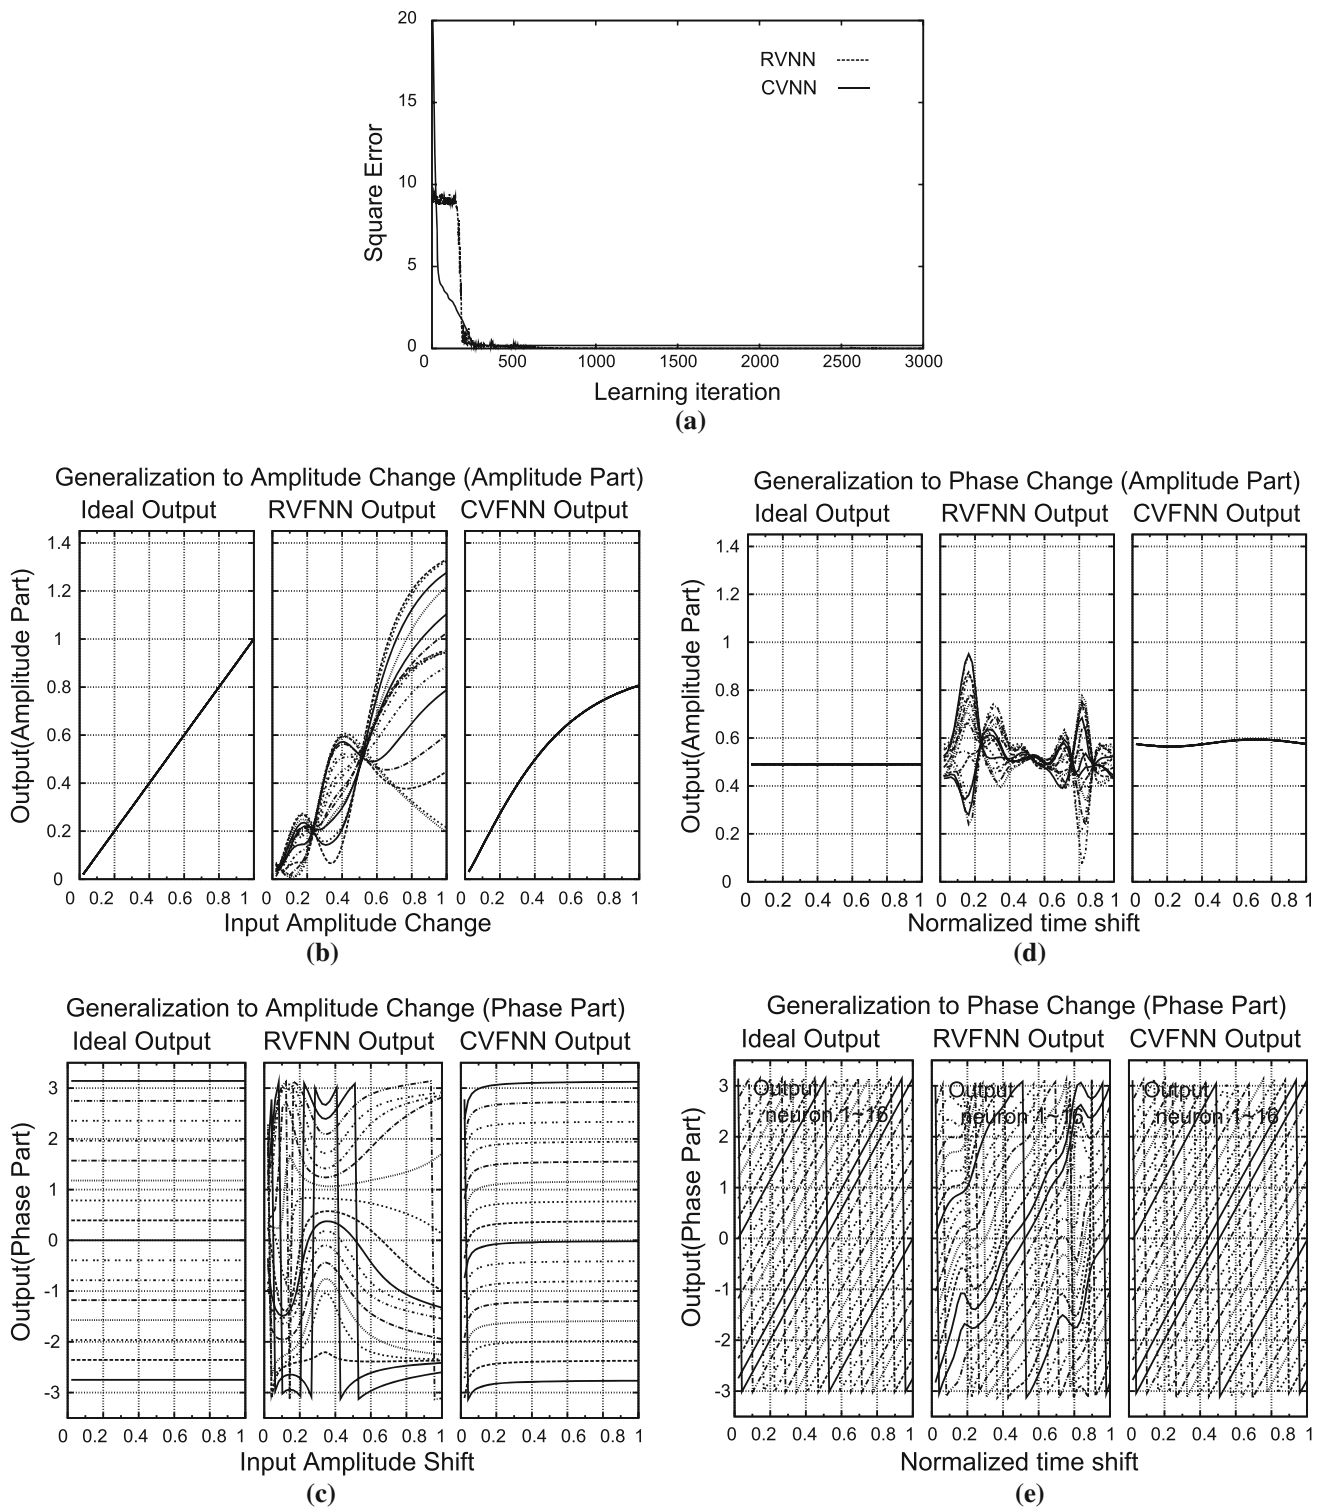 20
15
10
5
0
Square Error
RVNN
CVNN
0 500 1000 1500 2000 2500 3000
Learning iteration
(a)
Generalization to Amplitude Change (Amplitude Part)
Ideal Output RVFNN Output CVFNN Output
1.4
1.2
1
0.8
0.6
0.4
0.2
0
Output(Amplitude Part)
0 0.2 0.4 0.6 0.8 1 0.2 0.4 0.6 0.8 1 0.2 0.4 0.6 0.8 1
Input Amplitude Change
(b)
Generalization to Phase Change (Amplitude Part)
Ideal Output RVFNN Output CVFNN Output
1.4
1.2
1
0.8
0.6
0.4
0.2
0
Output(Amplitude Part)
0 0.2 0.4 0.6 0.8 1 0.2 0.4 0.6 0.8 1 0.2 0.4 0.6 0.8 1
Normalized time shift
(d)
Generalization to Amplitude Change (Phase Part)
Ideal Output RVFNN Output CVFNN Output
3
2
1
0
-1
-2
-3
Output(Phase Part)
0 0.2 0.4 0.6 0.8 1 0 0.2 0.4 0.6 0.8 1 0 0.2 0.4 0.6 0.8 1
Input Amplitude Shift
(c)
Generalization to Phase Change (Phase Part)
Ideal Output RVFNN Output CVFNN Output
3
2
1
0
-1
-2
-3
Output(Phase Part)
Output
neuron 1~16
Output
neuron 1~16
Output
neuron 1~16
0 0.2 0.4 0.6 0.8 1 0 0.2 0.4 0.6 0.8 1 0 0.2 0.4 0.6 0.8 1
Normalized time shift
(e)